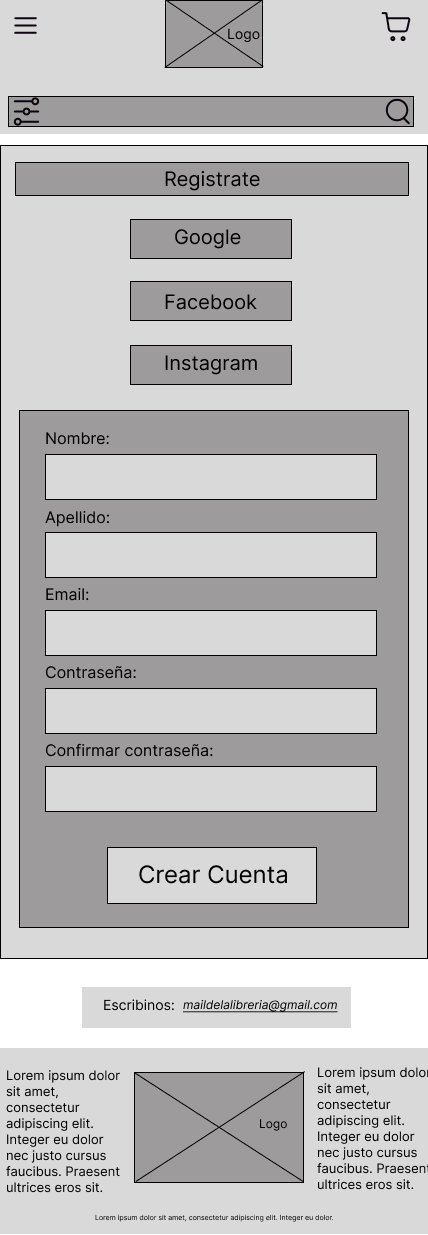 Logo
Registrate
Google
Facebook
Instagram
Nombre:
Apellido:
Email:
Contraseña:
Confirmar contraseña:
Crear Cuenta
Escribinos: maildelalibreria@gmail.com
Lorem ipsum dolor
sit amet,
consectetur
adipiscing elit.
Integer eu dolor
nec justo cursus
faucibus. Praesent
ultrices eros sit.
Logo
Lorem ipsum dolor
sit amet,
consectetur
adipiscing elit.
Integer eu dolor
nec justo cursus
faucibus. Praesent
ultrices eros sit.
Lorem ipsum dolor sit amet, consectetur adipiscing elit. Integer eu dolor.